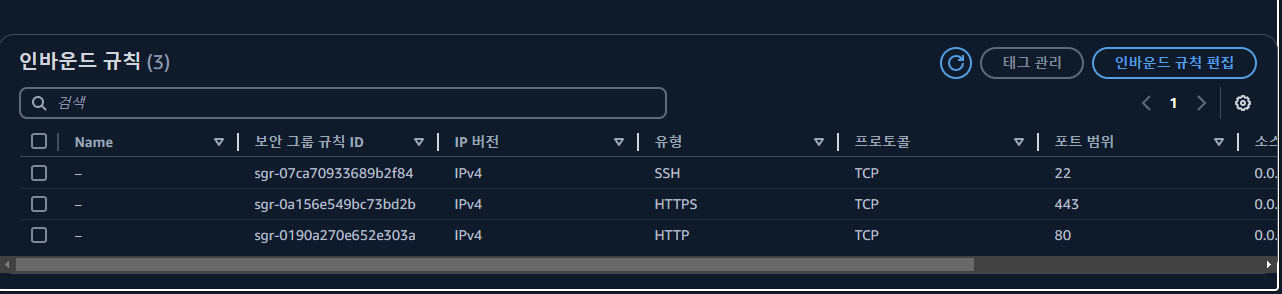 인바운드 규칙 (3)
태그 관리
인바운드 규칙 편집
검색
1
Name 보안 그룹 규칙 ID IP 버전 유형 프로토콜 포트 범위 소스
– sgr-07ca70933689b2f84 IPv4 SSH TCP 22 0.0.
– sgr-0a156e549bc73bd2b IPv4 HTTPS TCP 443 0.0.
– sgr-0190a270e652e303a IPv4 HTTP TCP 80 0.0.